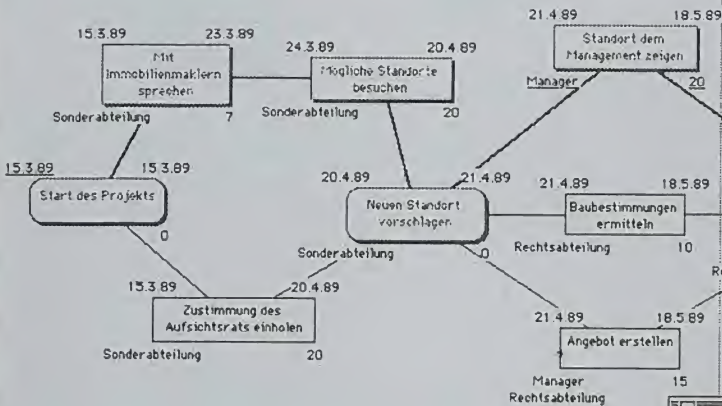 15.3.89 23.3.89
Mit
Immobilienmaklern
sprechen
Sonderabteilung 7
24.3.89 20.4.89
Mögliche Standorte
besuchen
Sonderabteilung 20
21.4.89 18.5.89
Standort dem
Management zeigen
Manager 20
15.3.89 15.3.89
Start des Projekts
0
20.4.89 21.4.89
Neuen Standort
vorschlagen
Sonderabteilung 0
21.4.89 18.5.89
Baubestimmungen
ermitteln
Rechtsabteilung 10
15.3.89 20.4.89
Zustimmung des
Aufsichtsrats einholen
Sonderabteilung 20
21.4.89 18.5.89
Angebot erstellen
Manager 15
Rechtsabteilung